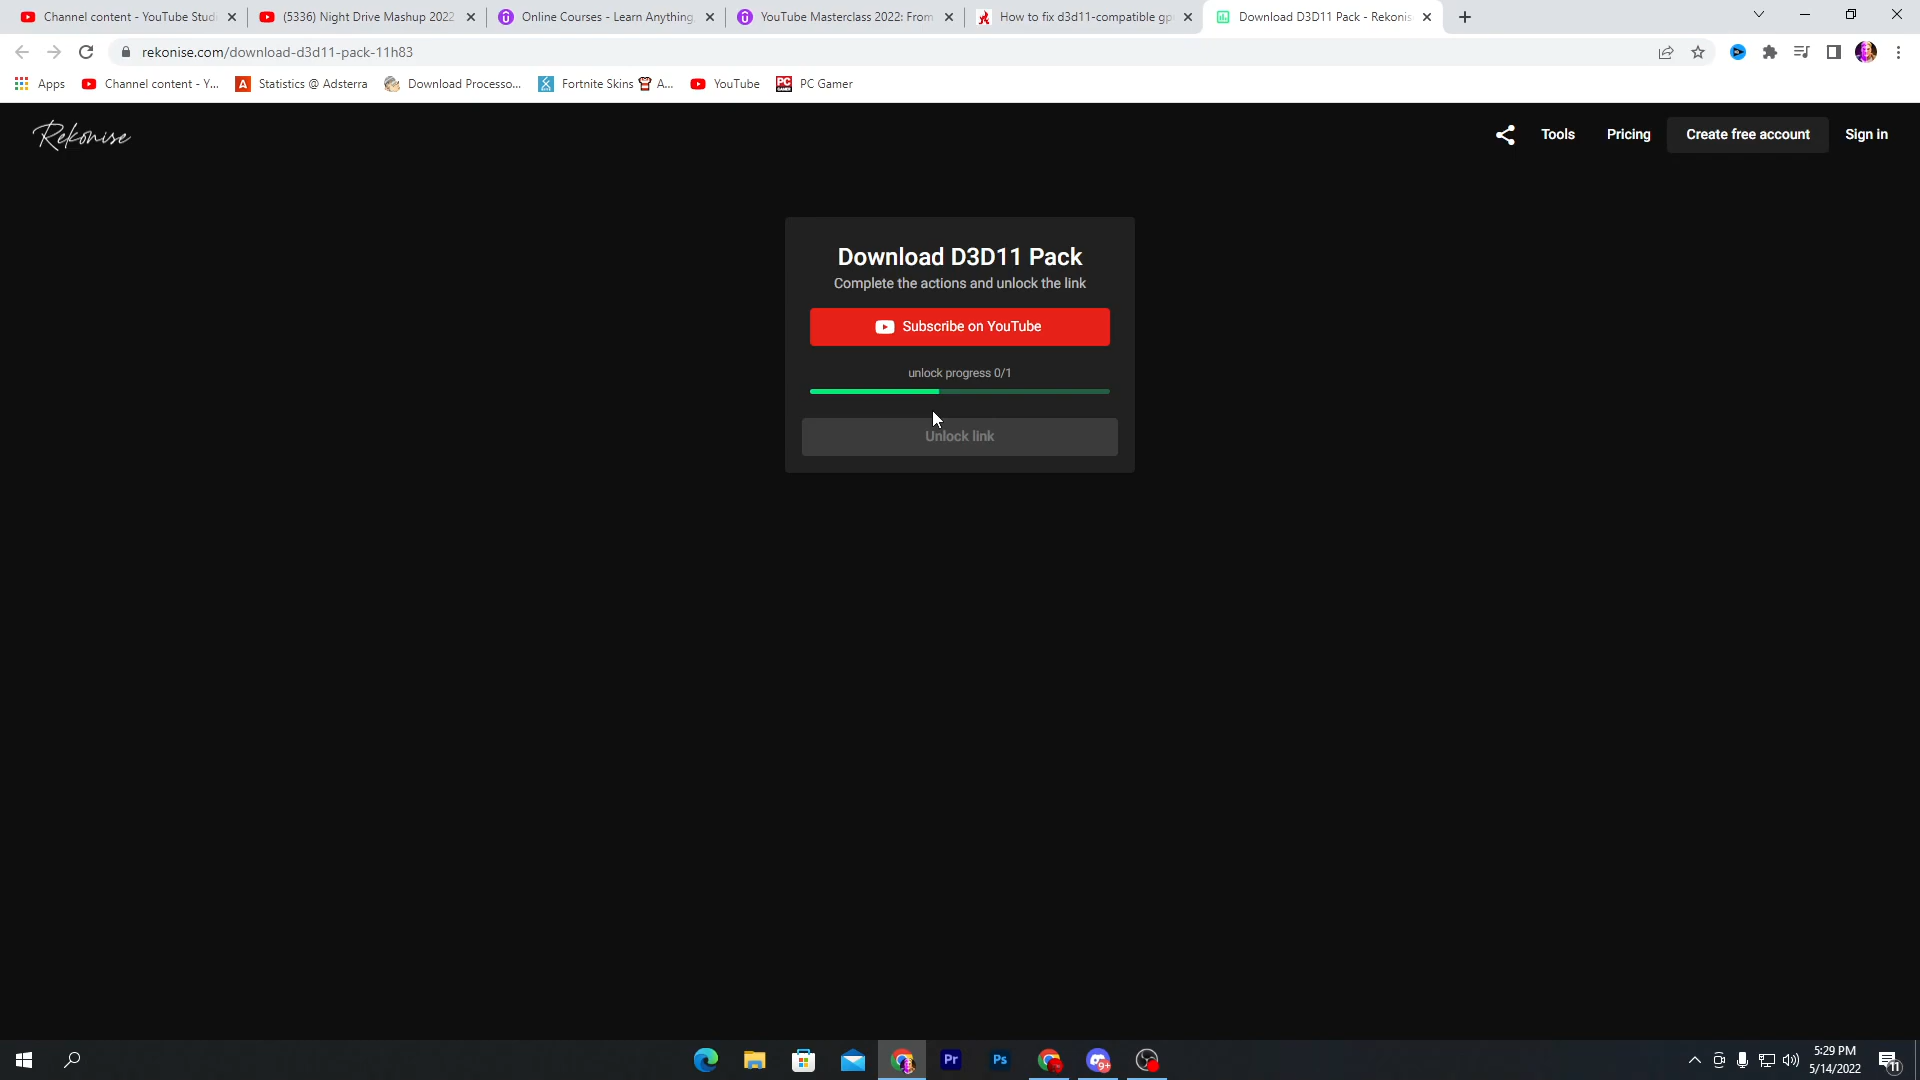 Channel content - YouTube Studi
(5336) Night Drive Mashup 2022
Online Courses - Learn Anything
YouTube Masterclass 2022: From
How to fix d3d11-compatible gp
Download D3D11 Pack - Rekonis
rekonise.com/download-d3d11-pack-11h83
Apps
Channel content - Y...
Statistics @ Adsterra
Download Processo...
Fortnite Skins A...
YouTube
PC Gamer
Rekonise
Tools
Pricing
Create free account
Sign in
Download D3D11 Pack
Complete the actions and unlock the link
Subscribe on YouTube
unlock progress 0/1
Unlock link
Pr
Ps
9+
5:29 PM
5/14/2022
11